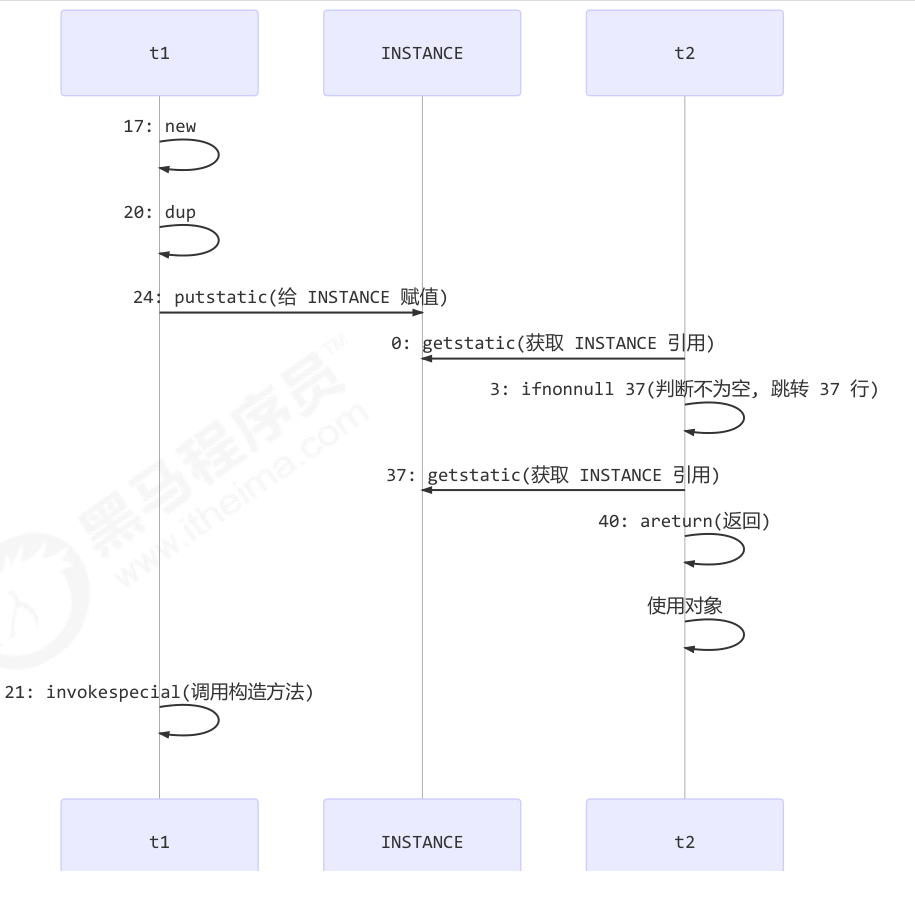 t1
INSTANCE
t2
17: new
20: dup
24: putstatic(给 INSTANCE 赋值)
0: getstatic(获取 INSTANCE 引用)
3: ifnonnull 37(判断不为空, 跳转 37 行)
37: getstatic(获取 INSTANCE 引用)
40: areturn(返回)
使用对象
21: invokespecial(调用构造方法)
t1
INSTANCE
t2
黑马程序员™
www.itheima.com